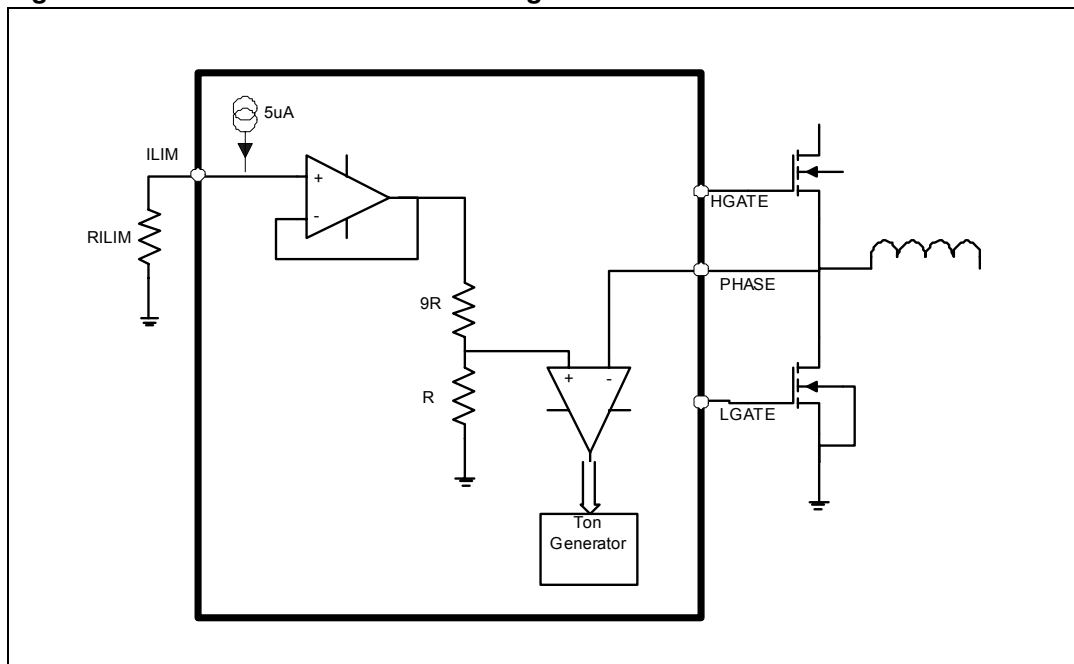 5uA
ILIM
+
-
HGATE
RILIM
PHASE
9R
+ -
R
LGATE
Ton
Generator